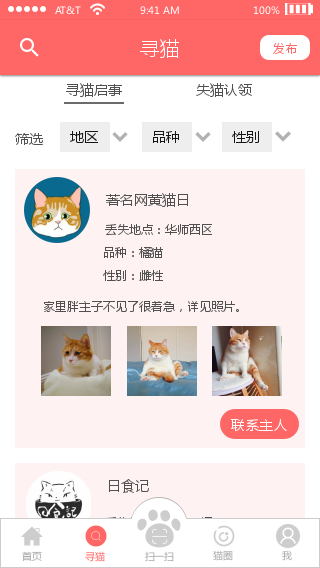 AT&T 9:41 AM 100%
寻猫
发布
寻猫启事 失猫认领
筛选 地区 品种 性别
著名网黄猫日
丢失地点：华师西区
品种：橘猫
性别：雌性
家里胖主子不见了很着急，详见照片。
联系主人
日食记
首页 寻猫 扫一扫 猫圈 我